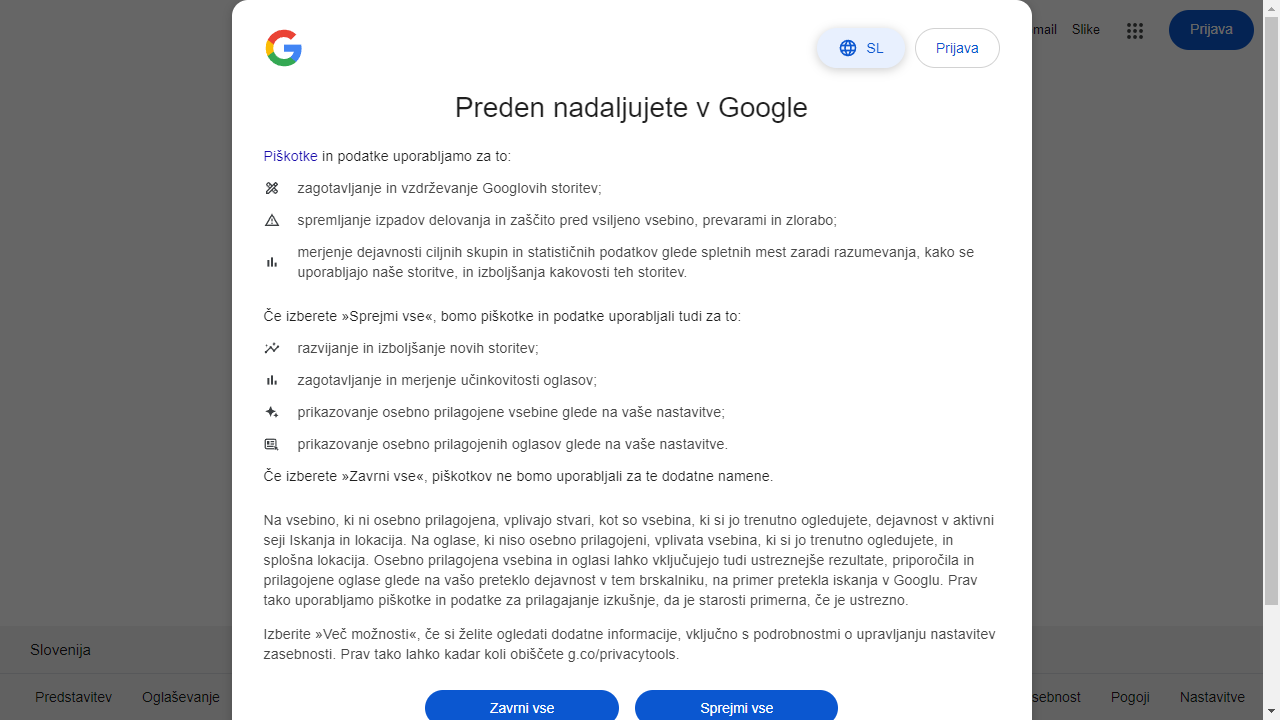 SL
Prijava
mail
Slike
Prijava
Preden nadaljujete v Google
Piškotke in podatke uporabljamo za to:
zagotavljanje in vzdrževanje Googlovih storitev;
spremljanje izpadov delovanja in zaščito pred vsiljeno vsebino, prevarami in zlorabo;
merjenje dejavnosti ciljnih skupin in statističnih podatkov glede spletnih mest zaradi razumevanja, kako se
uporabljajo naše storitve, in izboljšanja kakovosti teh storitev.
Če izberete »Sprejmi vse«, bomo piškotke in podatke uporabljali tudi za to:
razvijanje in izboljšanje novih storitev;
zagotavljanje in merjenje učinkovitosti oglasov;
prikazovanje osebno prilagojene vsebine glede na vaše nastavitve;
prikazovanje osebno prilagojenih oglasov glede na vaše nastavitve.
Če izberete »Zavrni vse«, piškotkov ne bomo uporabljali za te dodatne namene.
Na vsebino, ki ni osebno prilagojena, vplivajo stvari, kot so vsebina, ki si jo trenutno ogledujete, dejavnost v aktivni
seji Iskanja in lokacija. Na oglase, ki niso osebno prilagojeni, vplivata vsebina, ki si jo trenutno ogledujete, in
splošna lokacija. Osebno prilagojena vsebina in oglasi lahko vključujejo tudi ustreznejše rezultate, priporočila in
prilagojene oglase glede na vašo preteklo dejavnost v tem brskalniku, na primer pretekla iskanja v Googlu. Prav
tako uporabljamo piškotke in podatke za prilagajanje izkušnje, da je starosti primerna, če je ustrezno.
Izberite »Več možnosti«, če si želite ogledati dodatne informacije, vključno s podrobnostmi o upravljanju nastavitev
zasebnosti. Prav tako lahko kadar koli obiščete g.co/privacytools.
Slovenija
Predstavitev
Oglaševanje
Zavrni vse
Sprejmi vse
sebnost
Pogoji
Nastavitve